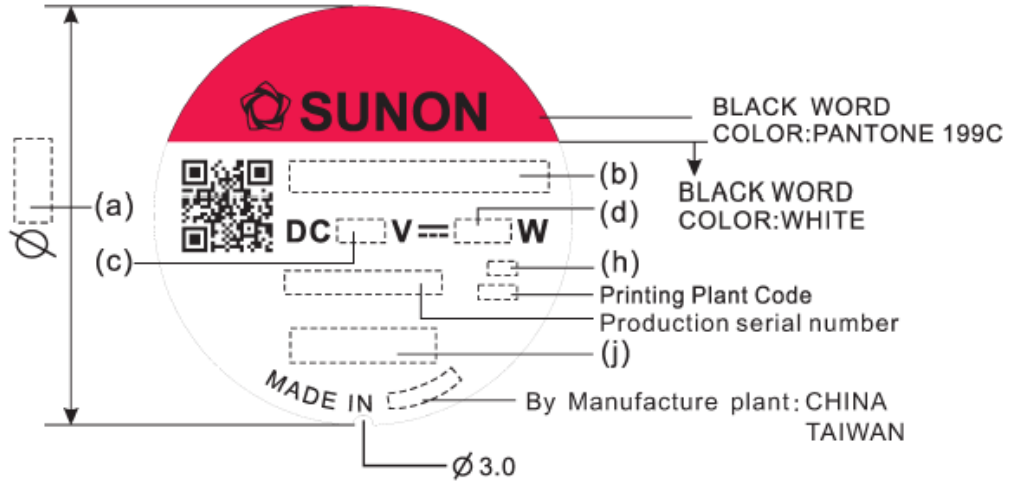 SUNON
BLACK WORD
COLOR:PANTONE 199C
BLACK WORD
COLOR:WHITE
(a)
Ø
(b)
(d)
DC V⎓ W
(c)
(h)
Printing Plant Code
Production serial number
(j)
MADE IN
By Manufacture plant: CHINA
TAIWAN
Ø3.0